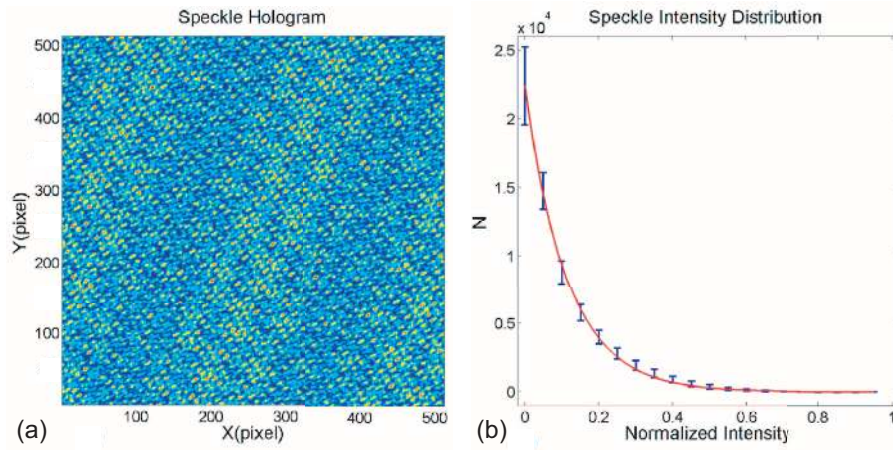 Speckle Hologram
500
400
300
200
100
Y(pixel)
100 200 300 400 500
X(pixel)
(a)
Speckle Intensity Distribution
x 10⁴
2.5
2
1.5
1
0.5
0
N
0 0.2 0.4 0.6 0.8 1
Normalized Intensity
(b)